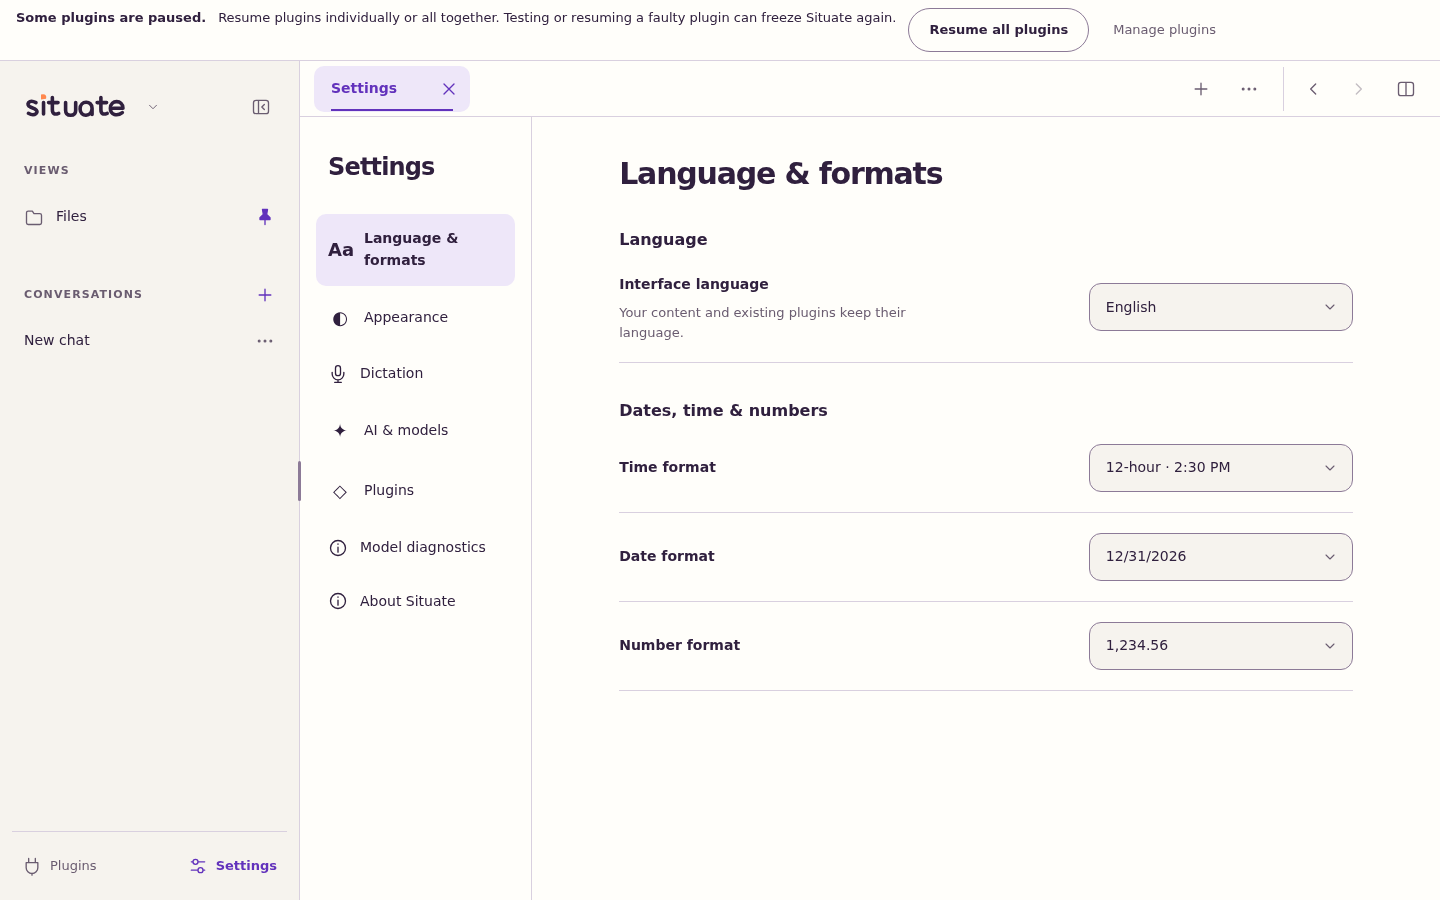 Some plugins are paused. Resume plugins individually or all together. Testing or resuming a faulty plugin can freeze Situate again. Resume all plugins Manage plugins
situate
VIEWS
Files
CONVERSATIONS
New chat
Plugins Settings
Settings
Settings
Aa Language &
formats
Appearance
Dictation
AI & models
Plugins
Model diagnostics
About Situate
Language & formats
Language
Interface language
Your content and existing plugins keep their
language.
English
Dates, time & numbers
Time format 12-hour · 2:30 PM
Date format 12/31/2026
Number format 1,234.56